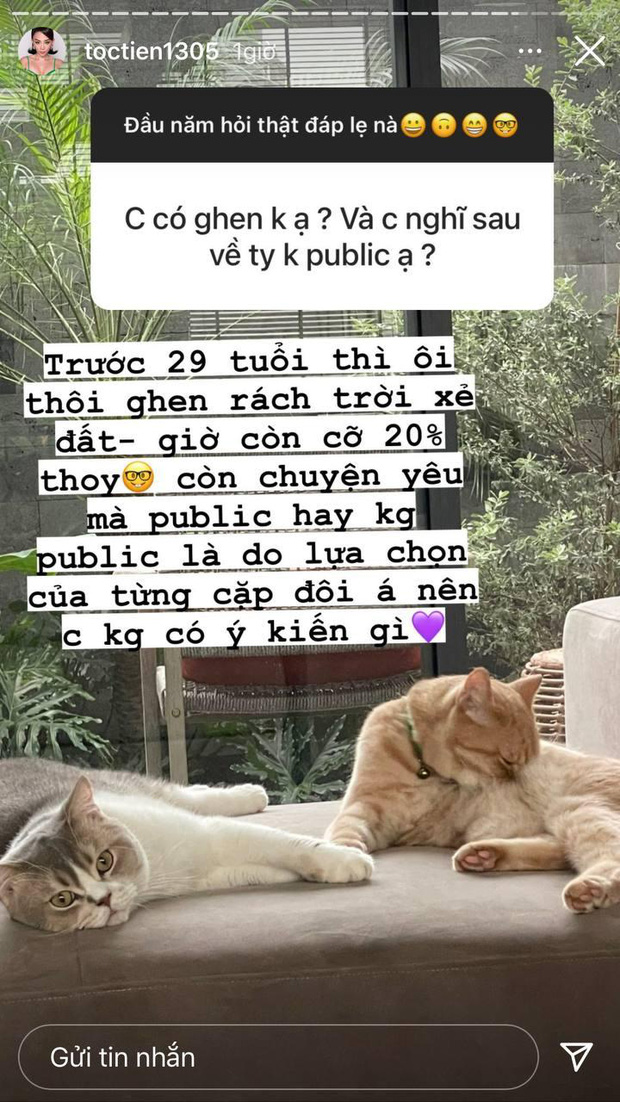 toctien1305 1giờ
Đầu năm hỏi thật đáp lẹ nà😀🙃😁🤓
C có ghen k ạ ? Và c nghĩ sau
về ty k public ạ ?
Trước 29 tuổi thì ôi
thôi ghen rách trời xẻ
đất- giờ còn cỡ 20%
thoy🤓 còn chuyện yêu
mà public hay kg
public là do lựa chọn
của từng cặp đôi á nên
c kg có ý kiến gì💜
Gửi tin nhắn